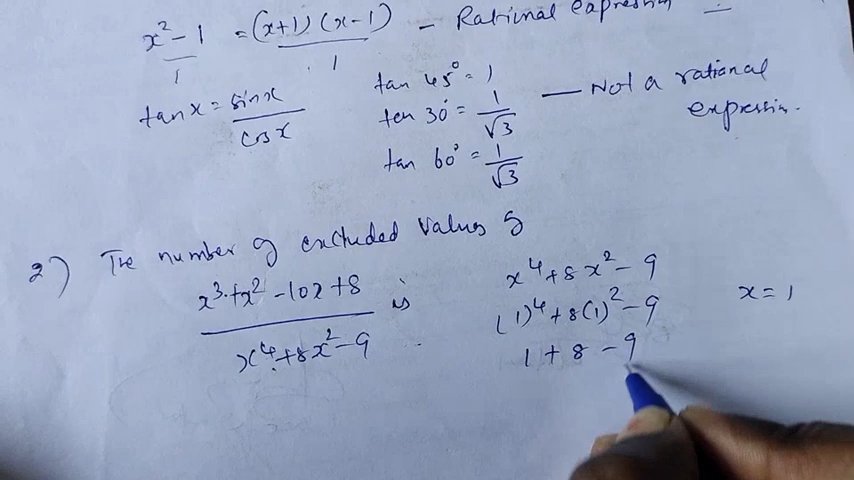 x² - 1 / 1 = (x+1) (x-1) / 1 - Rational expression
tan x = sin x / cos x
tan 45° = 1
tan 30° = 1/√3 — Not a rational expression.
tan 60° = 1/√3
2) The number of excluded values of
x³ + x² - 10x + 8 / x⁴ + 8x² - 9 is
x⁴ + 8x² - 9
(1)⁴ + 8(1)² - 9
1 + 8 - 9
x = 1